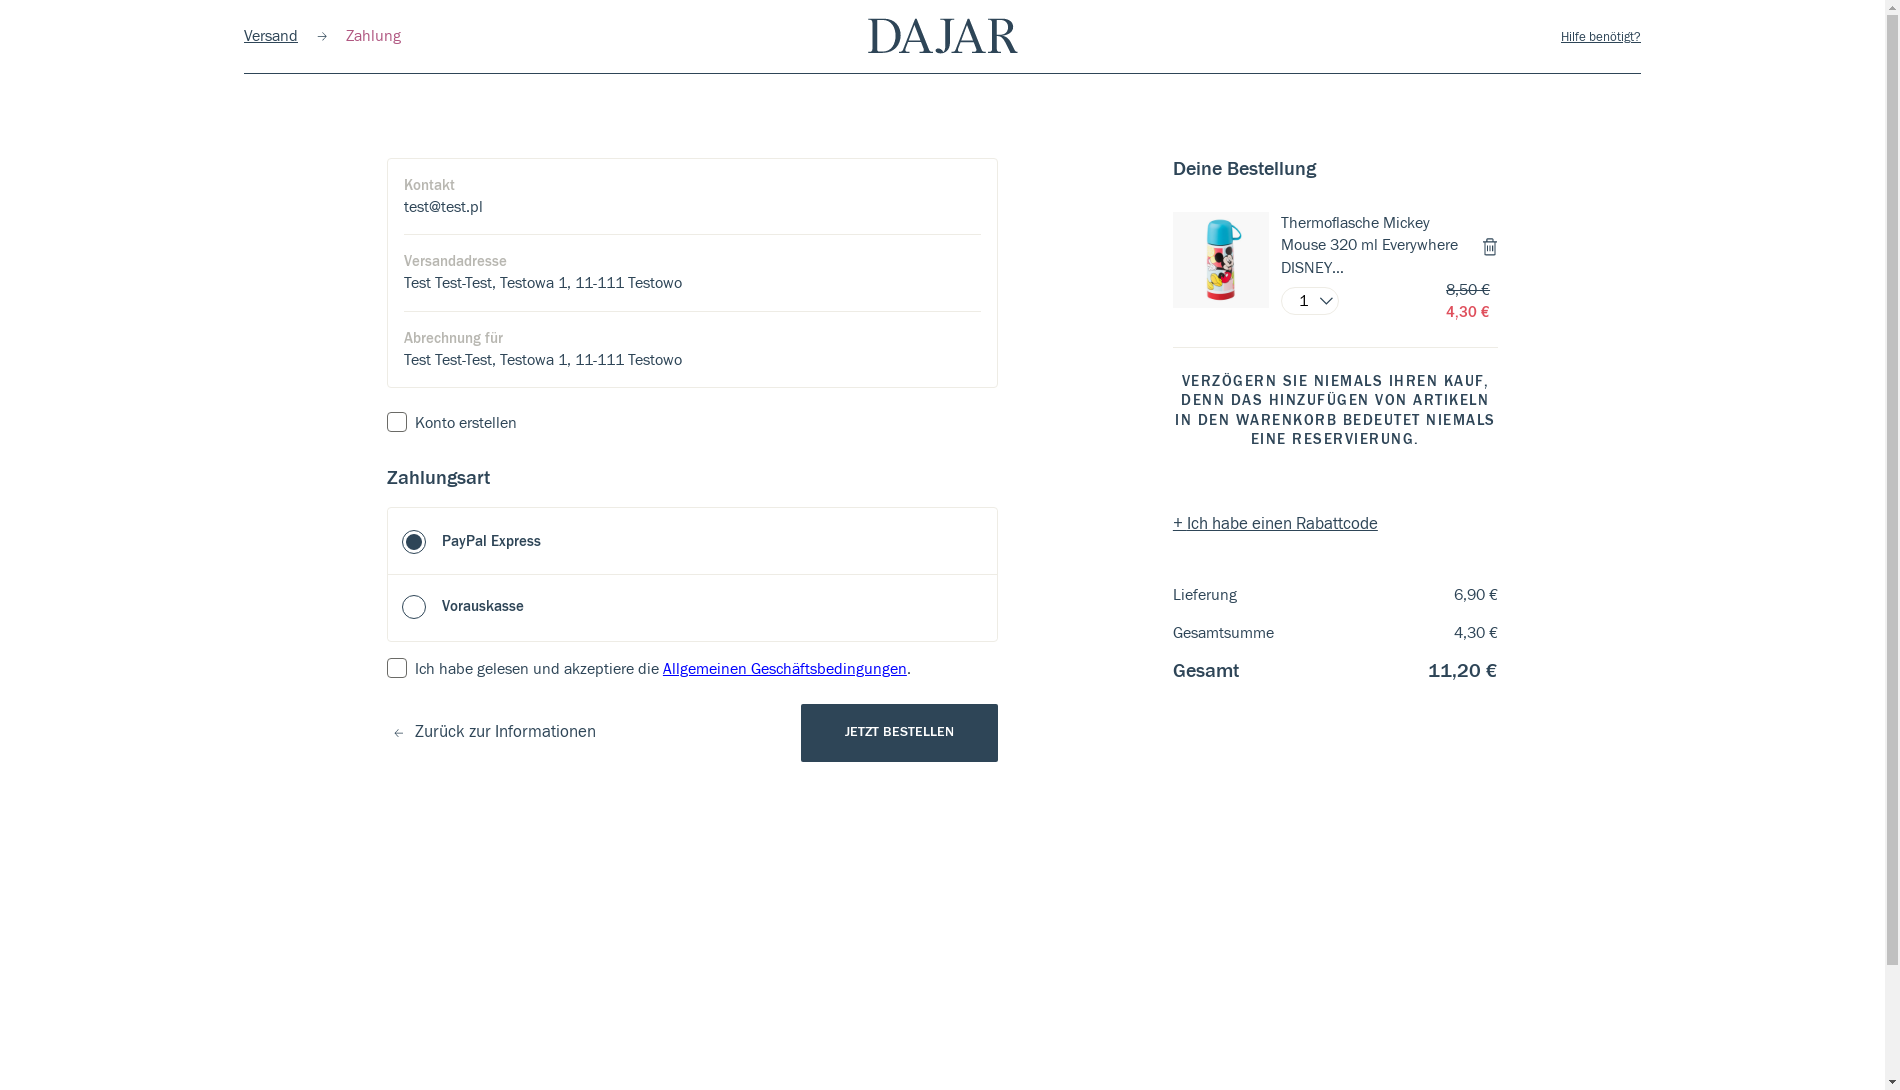 Versand
Zahlung
DAJAR
Hilfe benötigt?
Kontakt
test@test.pl
Versandadresse
Test Test-Test, Testowa 1, 11-111 Testowo
Abrechnung für
Test Test-Test, Testowa 1, 11-111 Testowo
Konto erstellen
Zahlungsart
PayPal Express
Vorauskasse
Ich habe gelesen und akzeptiere die Allgemeinen Geschäftsbedingungen.
Zurück zur Informationen
JETZT BESTELLEN
Deine Bestellung
Thermoflasche Mickey
Mouse 320 ml Everywhere
DISNEY...
1
8,50 €
4,30 €
VERZÖGERN SIE NIEMALS IHREN KAUF,
DENN DAS HINZUFÜGEN VON ARTIKELN
IN DEN WARENKORB BEDEUTET NIEMALS
EINE RESERVIERUNG.
+ Ich habe einen Rabattcode
Lieferung 6,90 €
Gesamtsumme 4,30 €
Gesamt 11,20 €